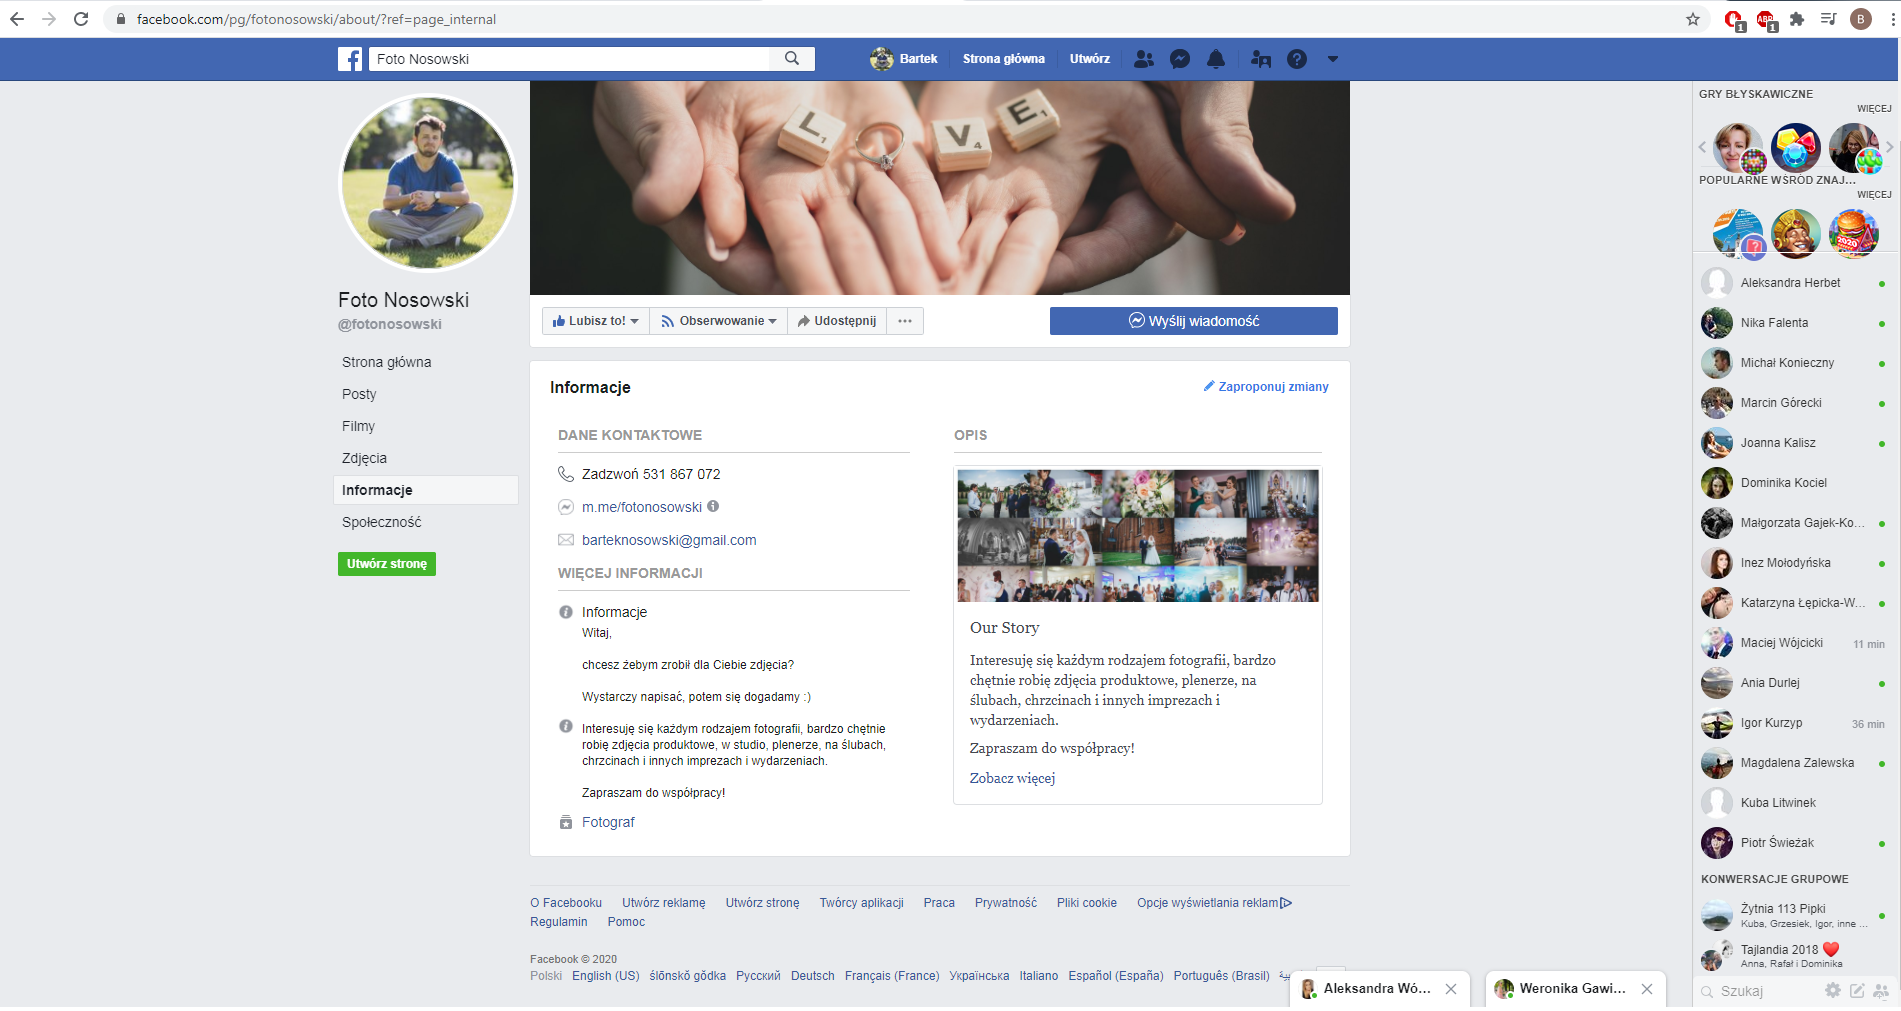 facebook.com/pg/fotonosowski/about/?ref=page_internal
1
ABP
1
B
Foto Nosowski
Bartek
Strona główna
Utwórz
L
V₄
E₁
Foto Nosowski
@fotonosowski
Strona główna
Posty
Filmy
Zdjęcia
Informacje
Społeczność
Utwórz stronę
Lubisz to!
Obserwowanie
Udostępnij
Wyślij wiadomość
Informacje
Zaproponuj zmiany
DANE KONTAKTOWE
Zadzwoń 531 867 072
m.me/fotonosowski
barteknosowski@gmail.com
WIĘCEJ INFORMACJI
Informacje
Witaj,
chcesz żebym zrobił dla Ciebie zdjęcia?
Wystarczy napisać, potem się dogadamy :)
Interesuję się każdym rodzajem fotografii, bardzo chętnie
robię zdjęcia produktowe, w studio, plenerze, na ślubach,
chrzcinach i innych imprezach i wydarzeniach.
Zapraszam do współpracy!
Fotograf
OPIS
Our Story
Interesuję się każdym rodzajem fotografii, bardzo
chętnie robię zdjęcia produktowe, plenerze, na
ślubach, chrzcinach i innych imprezach i
wydarzeniach.
Zapraszam do współpracy!
Zobacz więcej
O Facebooku
Utwórz reklamę
Utwórz stronę
Twórcy aplikacji
Praca
Prywatność
Pliki cookie
Opcje wyświetlania reklam
Regulamin
Pomoc
Facebook © 2020
Polski
English (US)
ślōnskŏ gŏdka
Русский
Deutsch
Français (France)
Українська
Italiano
Español (España)
Português (Brasil)
GRY BŁYSKAWICZNE
WIĘCEJ
POPULARNE WŚRÓD ZNAJ...
WIĘCEJ
2020
Aleksandra Herbet
Nika Falenta
Michał Konieczny
Marcin Górecki
Joanna Kalisz
Dominika Kociel
Małgorzata Gajek-Ko...
Inez Mołodyńska
Katarzyna Łępicka-W...
Maciej Wójcicki 11 min
Ania Durlej
Igor Kurzyp 36 min
Magdalena Zalewska
Kuba Litwinek
Piotr Świeżak
KONWERSACJE GRUPOWE
Żytnia 113 Pipki
Kuba, Grzesiek, Igor, inne ...
Tajlandia 2018 ❤️
Anna, Rafał i Dominika
Szukaj
Aleksandra Wó...
Weronika Gawi...